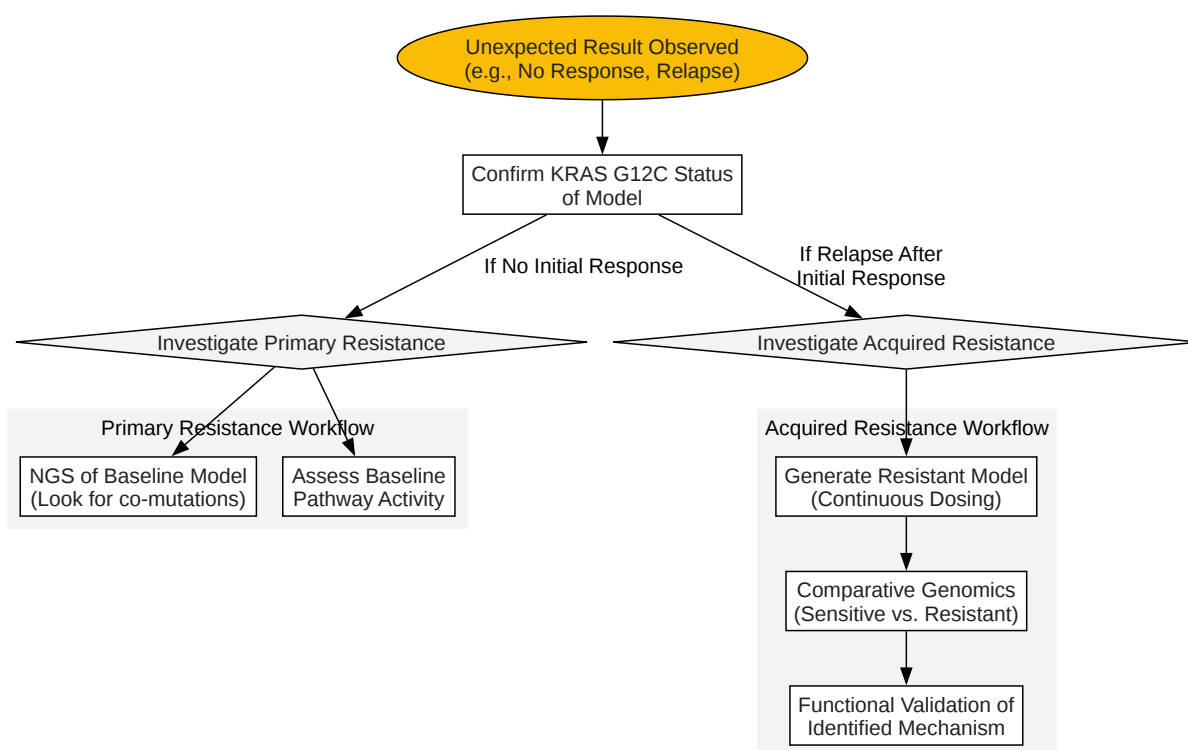 Unexpected Result Observed
(e.g., No Response, Relapse)
Confirm KRAS G12C Status
of Model
If No Initial Response
If Relapse After
Initial Response
Investigate Primary Resistance
Investigate Acquired Resistance
Primary Resistance Workflow
NGS of Baseline Model
(Look for co-mutations)
Assess Baseline
Pathway Activity
Acquired Resistance Workflow
Generate Resistant Model
(Continuous Dosing)
Comparative Genomics
(Sensitive vs. Resistant)
Functional Validation of
Identified Mechanism